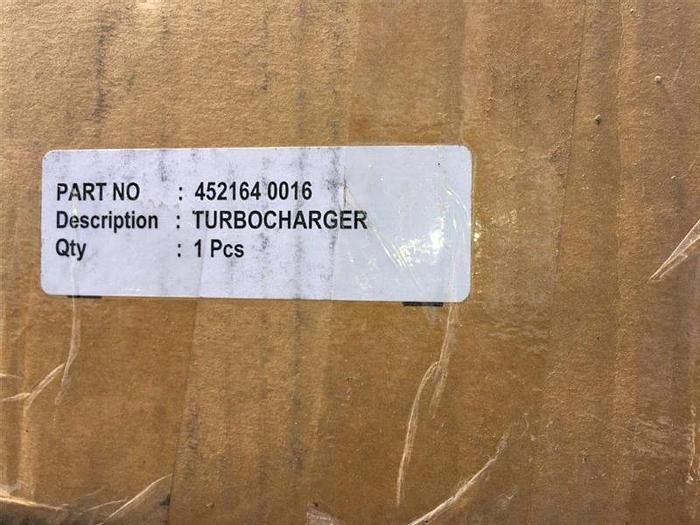 PART NO : 452164 0016
Description : TURBOCHARGER
Qty : 1 Pcs